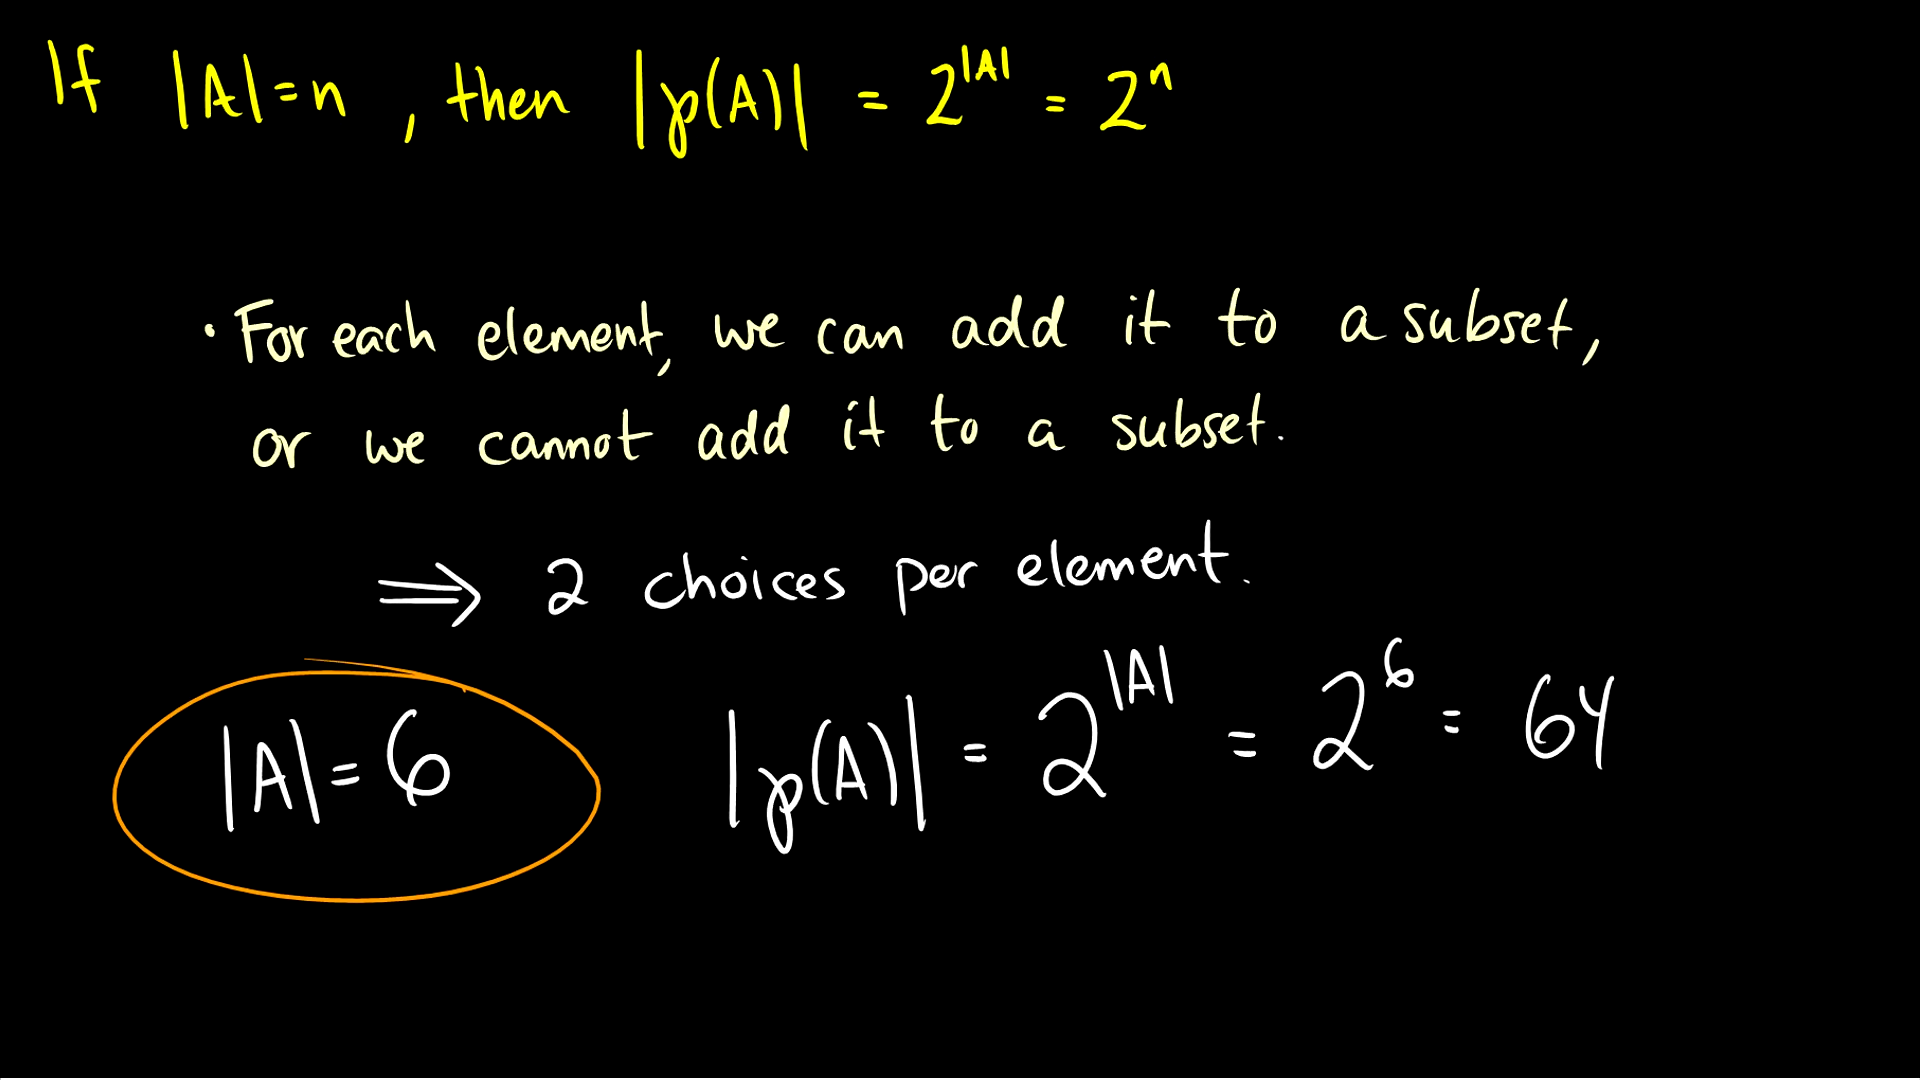 If |A|=n, then |p(A)| = 2^|A| = 2^n
· For each element, we can add it to a subset,
or we cannot add it to a subset.
⇒ 2 choices per element.
|A|=6 |p(A)| = 2^|A| = 2^6 = 64